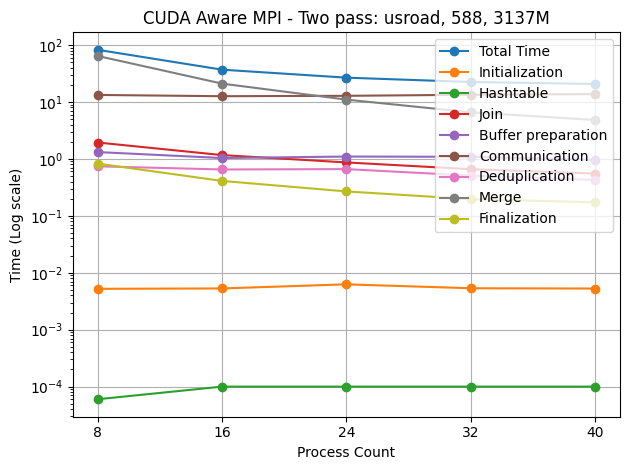 CUDA Aware MPI - Two pass: usroad, 588, 3137M
Time (Log scale)
10²
10¹
10⁰
10⁻¹
10⁻²
10⁻³
10⁻⁴
Total Time
Initialization
Hashtable
Join
Buffer preparation
Communication
Deduplication
Merge
Finalization
8 16 24 32 40
Process Count